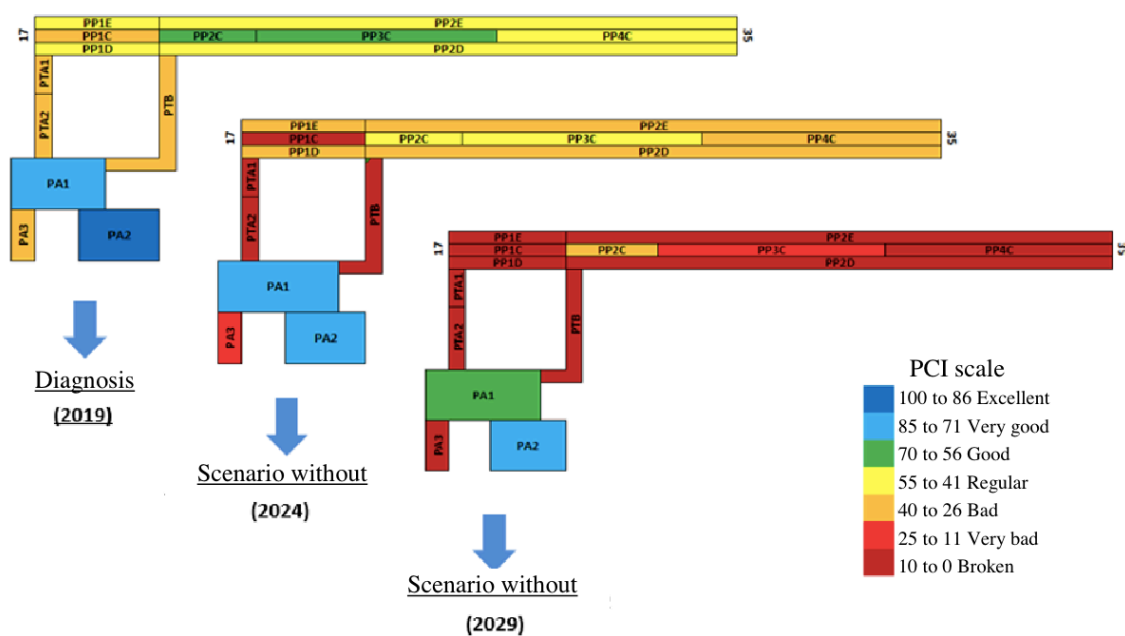 PP1E PP2E
17 PP1C PP2C PP3C PP4C 35
PP1D PP2D
PTA1
PTA2
PTB
PA1
PA3
PA2
Diagnosis
(2019)
PP1E PP2E
17 PP1C PP2C PP3C PP4C 35
PP1D PP2D
PTA1
PTA2
PTB
PA1
PA3
PA2
Scenario without
(2024)
PP1E PP2E
17 PP1C PP2C PP3C PP4C 35
PP1D PP2D
PTA1
PTA2
PTB
PA1
PA3
PA2
Scenario without
(2029)
PCI scale
100 to 86 Excellent
85 to 71 Very good
70 to 56 Good
55 to 41 Regular
40 to 26 Bad
25 to 11 Very bad
10 to 0 Broken